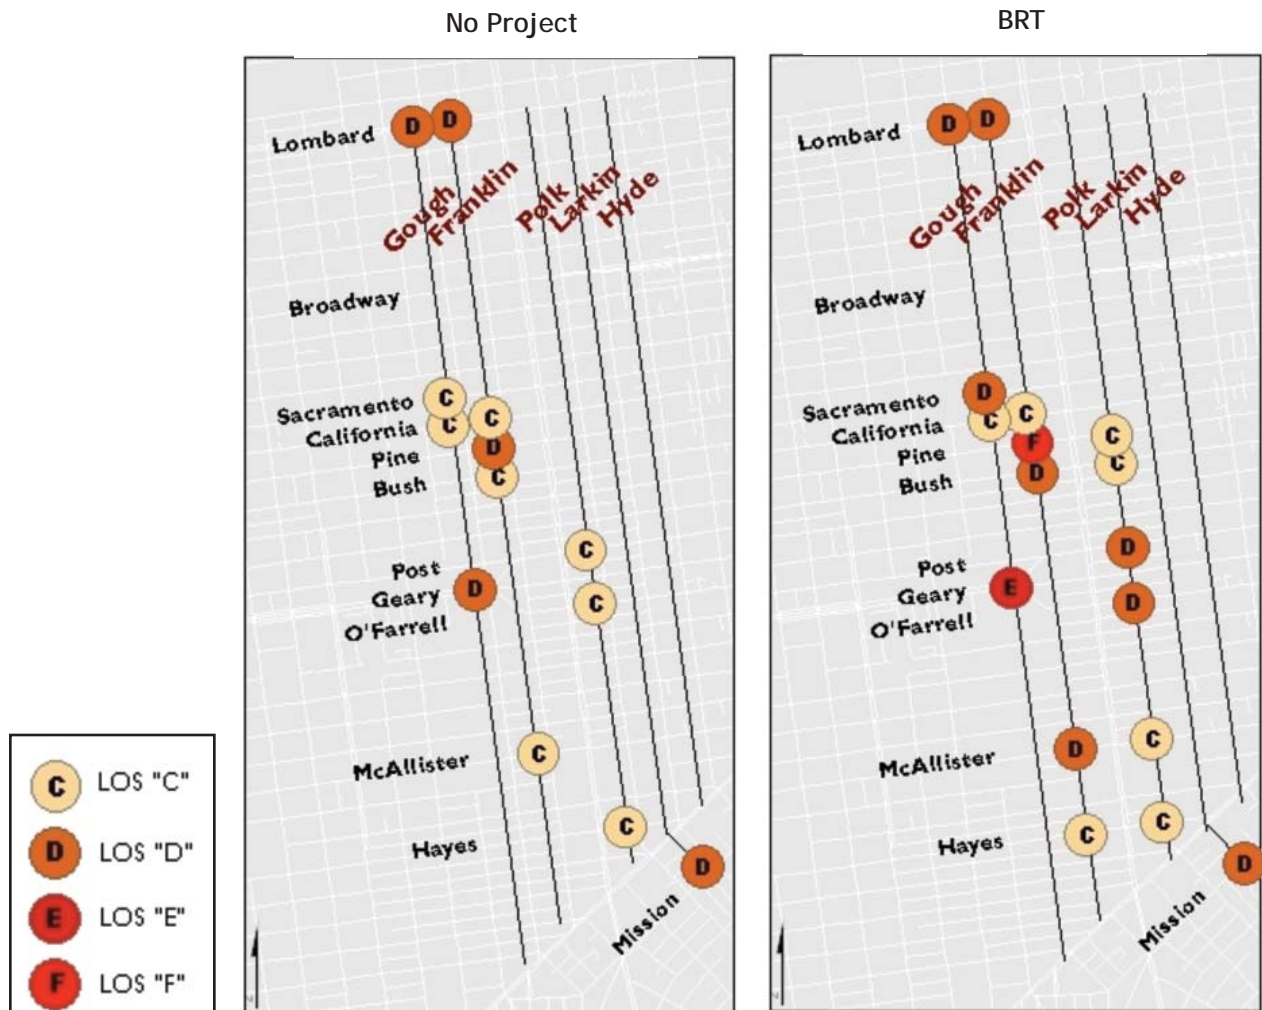 No Project
BRT
D D
Lombard
Gough
Franklin
Polk
Larkin
Hyde
Broadway
C
Sacramento
C
C
California
D
Pine
C
Bush
C
Post
D
Geary
C
O'Farrell
C
McAllister
C
Hayes
D
Mission
D D
Lombard
Gough
Franklin
Polk
Larkin
Hyde
Broadway
D
Sacramento
C
C
California
F
C
Pine
C
D
Bush
D
Post
E
Geary
D
O'Farrell
D
C
McAllister
C
C
Hayes
D
Mission
C LOS "C"
D LOS "D"
E LOS "E"
F LOS "F"